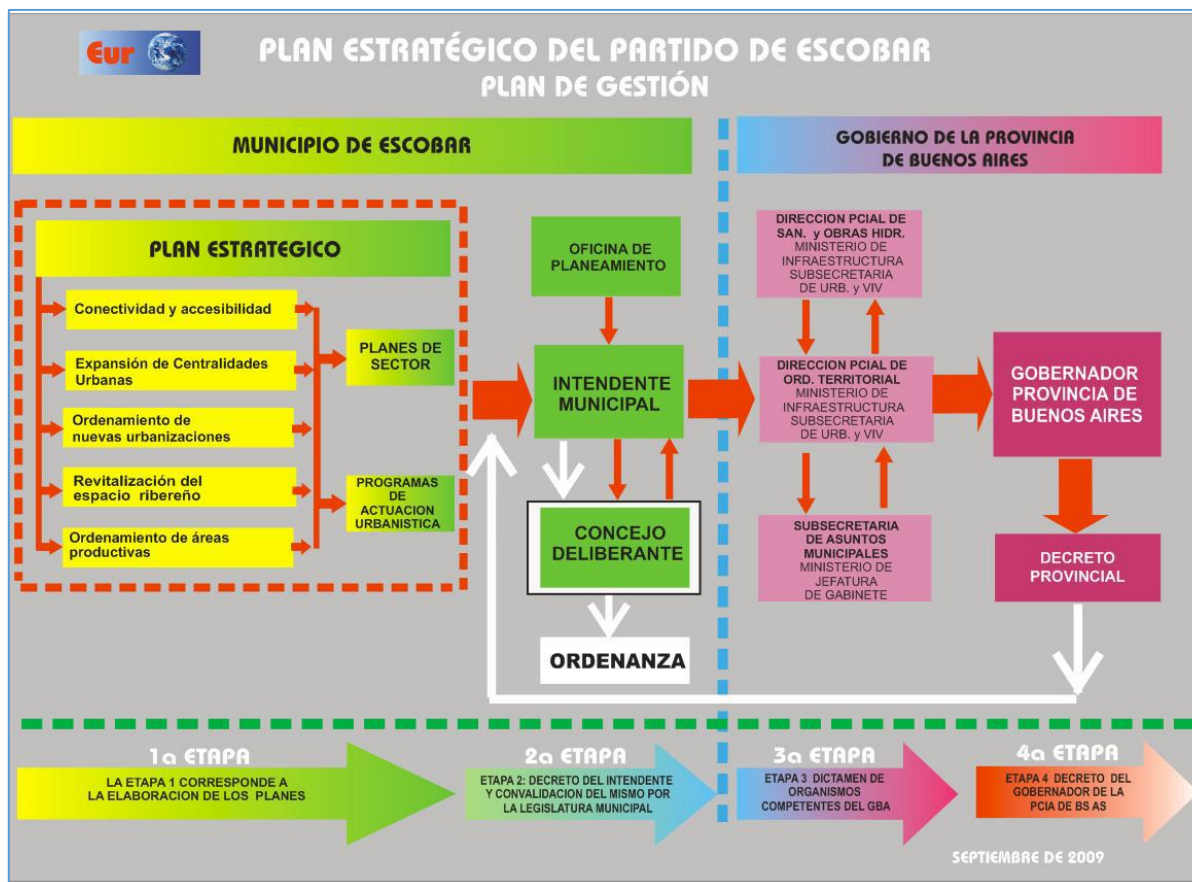 Eur
PLAN ESTRATÉGICO DEL PARTIDO DE ESCOBAR
PLAN DE GESTIÓN
MUNICIPIO DE ESCOBAR
GOBIERNO DE LA PROVINCIA
DE BUENOS AIRES
PLAN ESTRATEGICO
Conectividad y accesibilidad
Expansión de Centralidades
Urbanas
Ordenamiento de
nuevas urbanizaciones
Revitalización del
espacio ribereño
Ordenamiento de áreas
productivas
PLANES DE
SECTOR
PROGRAMAS
DE
ACTUACION
URBANISTICA
OFICINA DE
PLANEAMIENTO
INTENDENTE
MUNICIPAL
CONCEJO
DELIBERANTE
ORDENANZA
DIRECCION PCIAL DE
SAN. y OBRAS HIDR.
MINISTERIO DE
INFRAESTRUCTURA
SUBSECRETARIA
DE URB. y VIV
DIRECCION PCIAL DE
ORD. TERRITORIAL
MINISTERIO DE
INFRAESTRUCTURA
SUBSECRETARIA
DE URB. y VIV
SUBSECRETARIA
DE ASUNTOS
MUNICIPALES
MINISTERIO DE
JEFATURA
DE GABINETE
GOBERNADOR
PROVINCIA DE
BUENOS AIRES
DECRETO
PROVINCIAL
1a ETAPA
LA ETAPA 1 CORRESPONDE A
LA ELABORACION DE LOS PLANES
2a ETAPA
ETAPA 2: DECRETO DEL INTENDENTE
Y CONVALIDACION DEL MISMO POR
LA LEGISLATURA MUNICIPAL
3a ETAPA
ETAPA 3 DICTAMEN DE
ORGANISMOS
COMPETENTES DEL GBA
4a ETAPA
ETAPA 4 DECRETO DEL
GOBERNADOR DE LA
PCIA DE BS AS
SEPTIEMBRE DE 2009